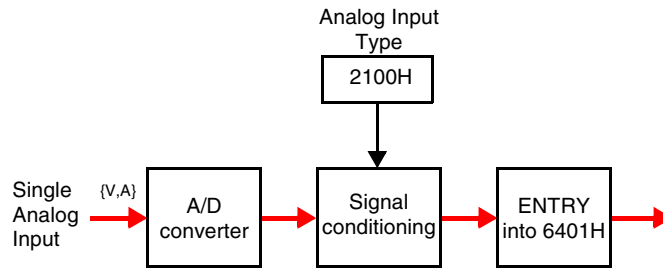 Analog Input
Type
2100H
Single
Analog
Input
{V,A}
A/D
converter
Signal
conditioning
ENTRY
into 6401H